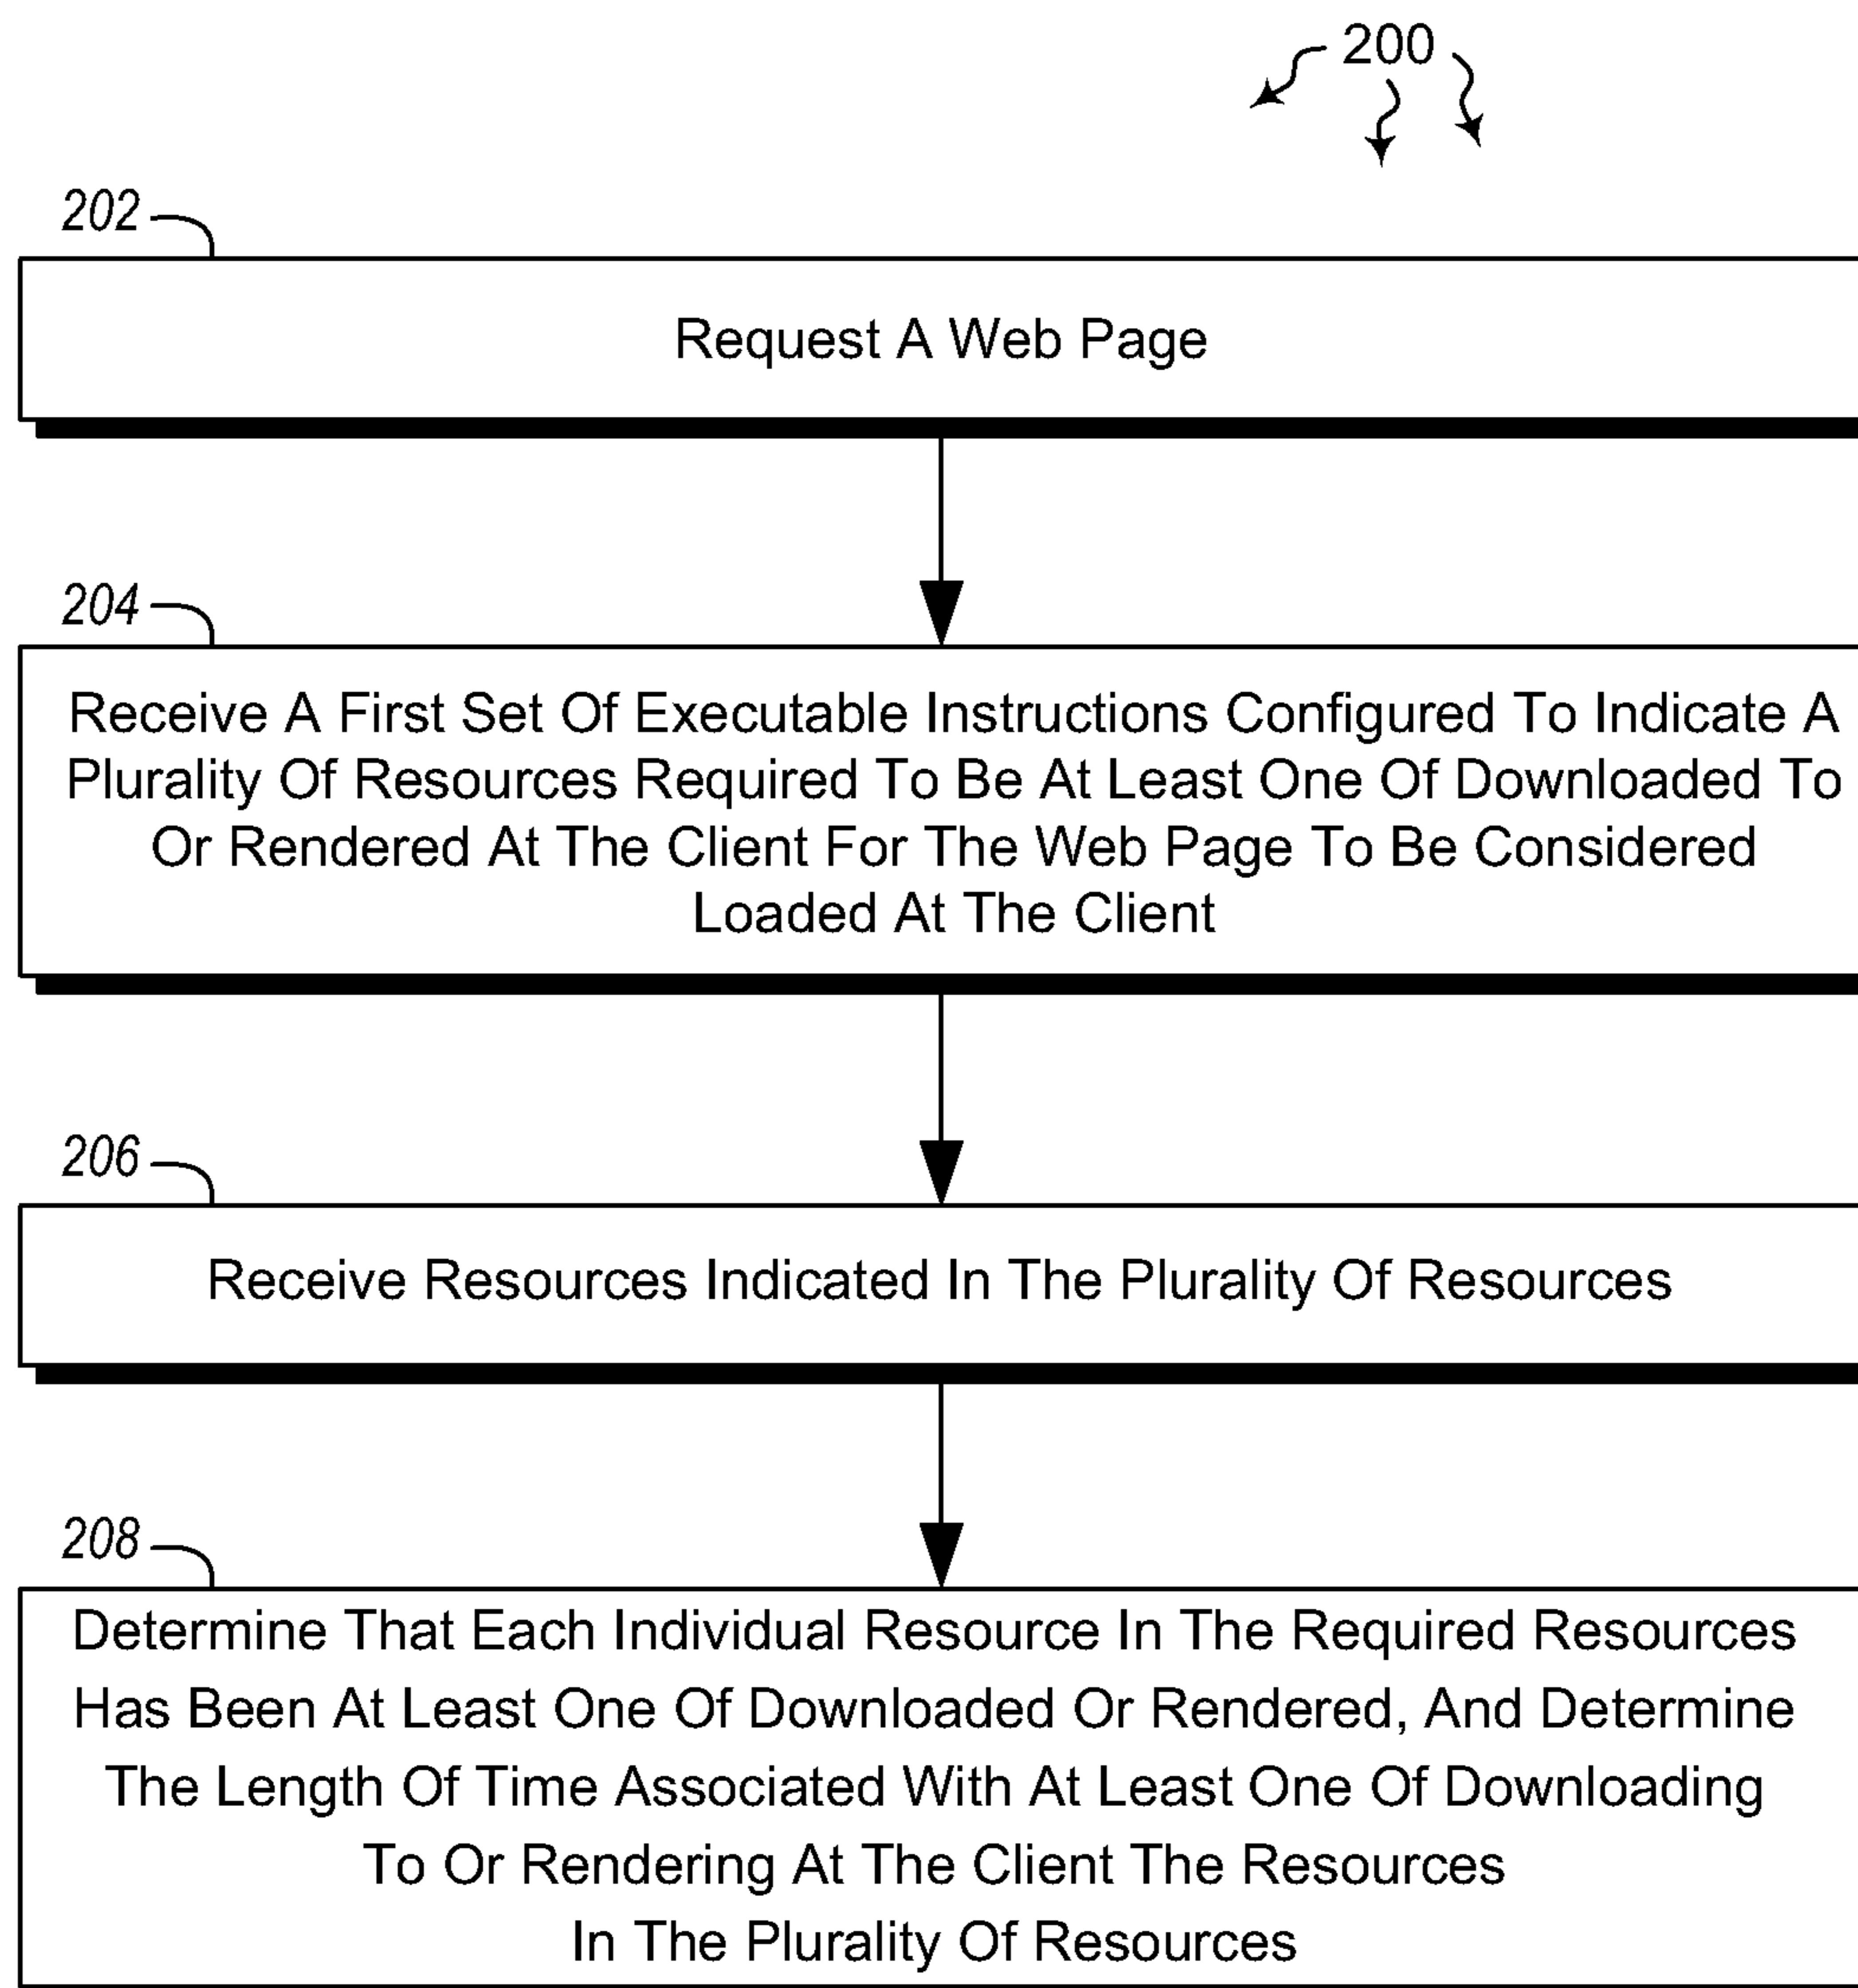 200
202
Request A Web Page
204
Receive A First Set Of Executable Instructions Configured To Indicate A
Plurality Of Resources Required To Be At Least One Of Downloaded To
Or Rendered At The Client For The Web Page To Be Considered
Loaded At The Client
206
Receive Resources Indicated In The Plurality Of Resources
208
Determine That Each Individual Resource In The Required Resources
Has Been At Least One Of Downloaded Or Rendered, And Determine
The Length Of Time Associated With At Least One Of Downloading
To Or Rendering At The Client The Resources
In The Plurality Of Resources